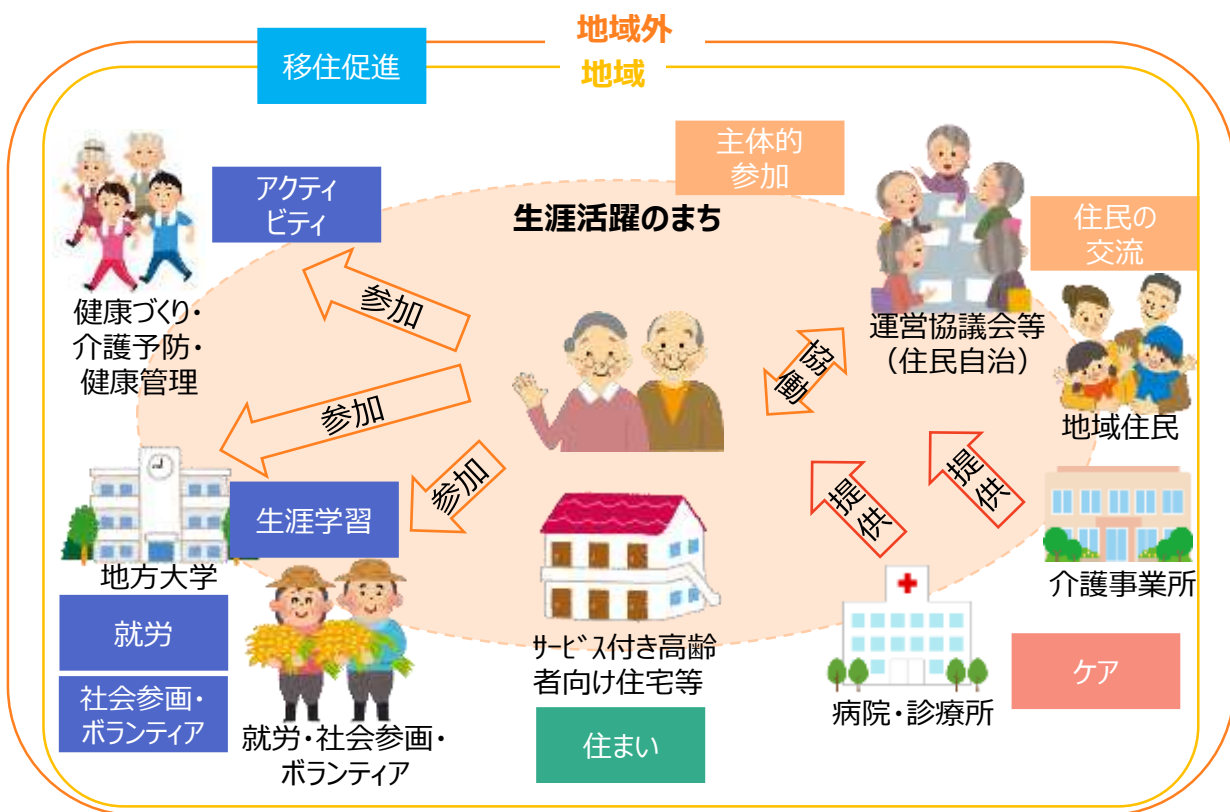 地域外
移住促進
地域
主体的
参加
アクティ
ビティ
生涯活躍のまち
住民の
交流
健康づくり・
介護予防・
健康管理
参加
参加
参加
協働
運営協議会等
（住民自治）
地域住民
提供
提供
生涯学習
地方大学
介護事業所
就労
社会参画・
ボランティア
就労・社会参画・
ボランティア
サービス付き高齢
者向け住宅等
住まい
病院・診療所
ケア